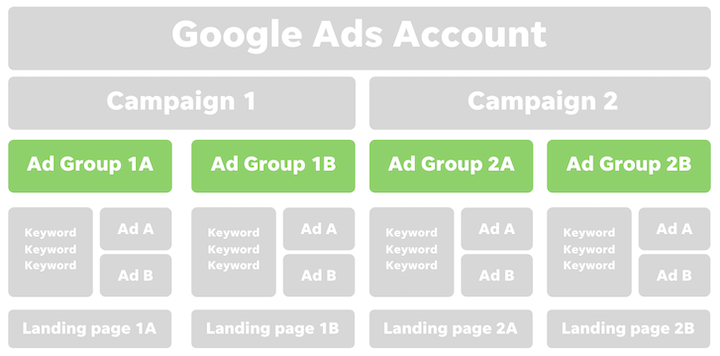 Google Ads Account
Campaign 1
Campaign 2
Ad Group 1A
Ad Group 1B
Ad Group 2A
Ad Group 2B
Keyword
Keyword
Keyword
Ad A
Ad B
Keyword
Keyword
Keyword
Ad A
Ad B
Keyword
Keyword
Keyword
Ad A
Ad B
Keyword
Keyword
Keyword
Ad A
Ad B
Landing page 1A
Landing page 1B
Landing page 2A
Landing page 2B